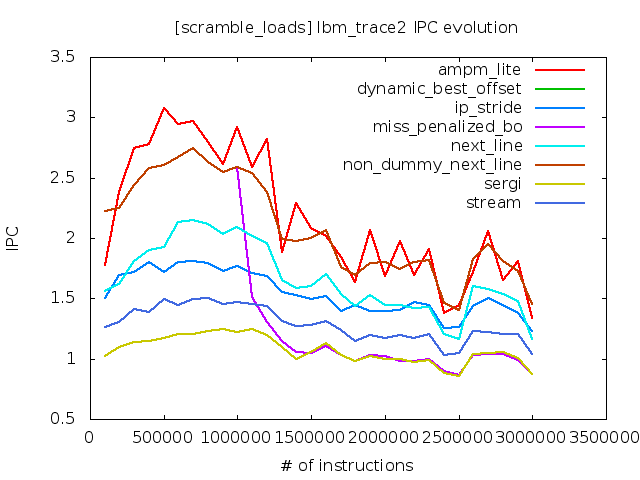 [scramble_loads] lbm_trace2 IPC evolution
3.5
3
2.5
2
1.5
1
0.5
IPC
ampm_lite
dynamic_best_offset
ip_stride
miss_penalized_bo
next_line
non_dummy_next_line
sergi
stream
0 500000 1000000 1500000 2000000 2500000 3000000 3500000
# of instructions